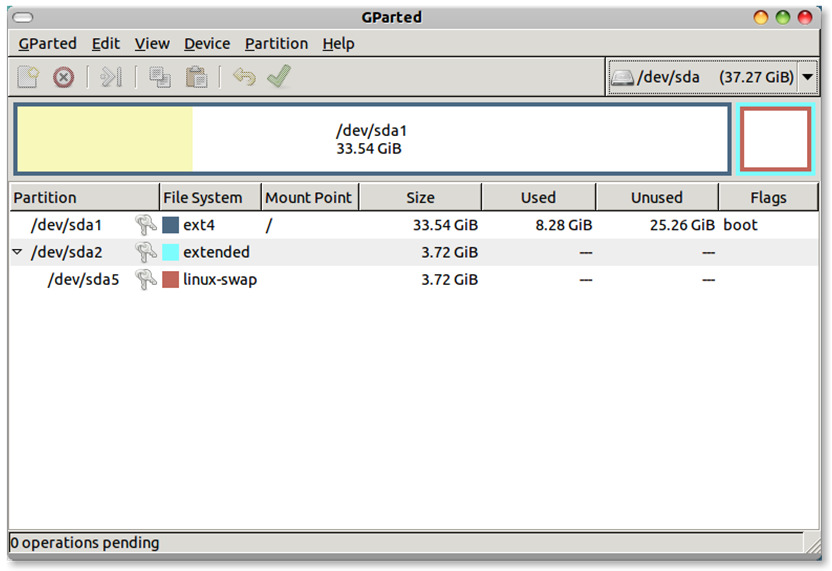 GParted
GParted Edit View Device Partition Help
/dev/sda (37.27 GiB)
/dev/sda1
33.54 GiB
Partition File System Mount Point Size Used Unused Flags
/dev/sda1 ext4 / 33.54 GiB 8.28 GiB 25.26 GiB boot
/dev/sda2 extended 3.72 GiB --- ---
/dev/sda5 linux-swap 3.72 GiB --- ---
0 operations pending